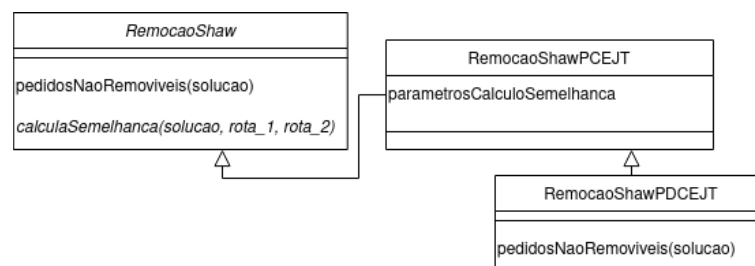 RemocaoShaw
pedidosNaoRemoviveis(solucao)
calculaSemelhanca(solucao, rota_1, rota_2)
RemocaoShawPCEJT
parametrosCalculoSemelhanca
RemocaoShawPDCEJT
pedidosNaoRemoviveis(solucao)